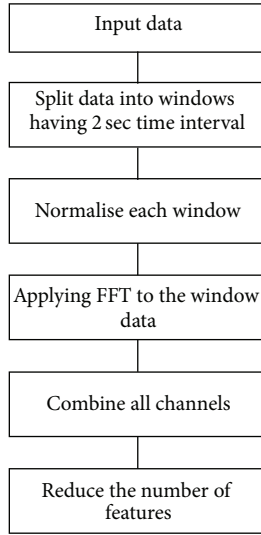 Input data
Split data into windows
having 2 sec time interval
Normalise each window
Applying FFT to the window
data
Combine all channels
Reduce the number of
features